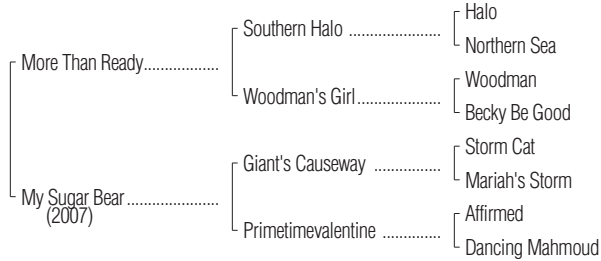 Halo
Southern Halo ..................
Northern Sea
More Than Ready..................
Woodman
Woodman's Girl................
Becky Be Good
Storm Cat
Giant's Causeway .............
Mariah's Storm
My Sugar Bear ..................
(2007)
Affirmed
Primetimevalentine ............
Dancing Mahmoud